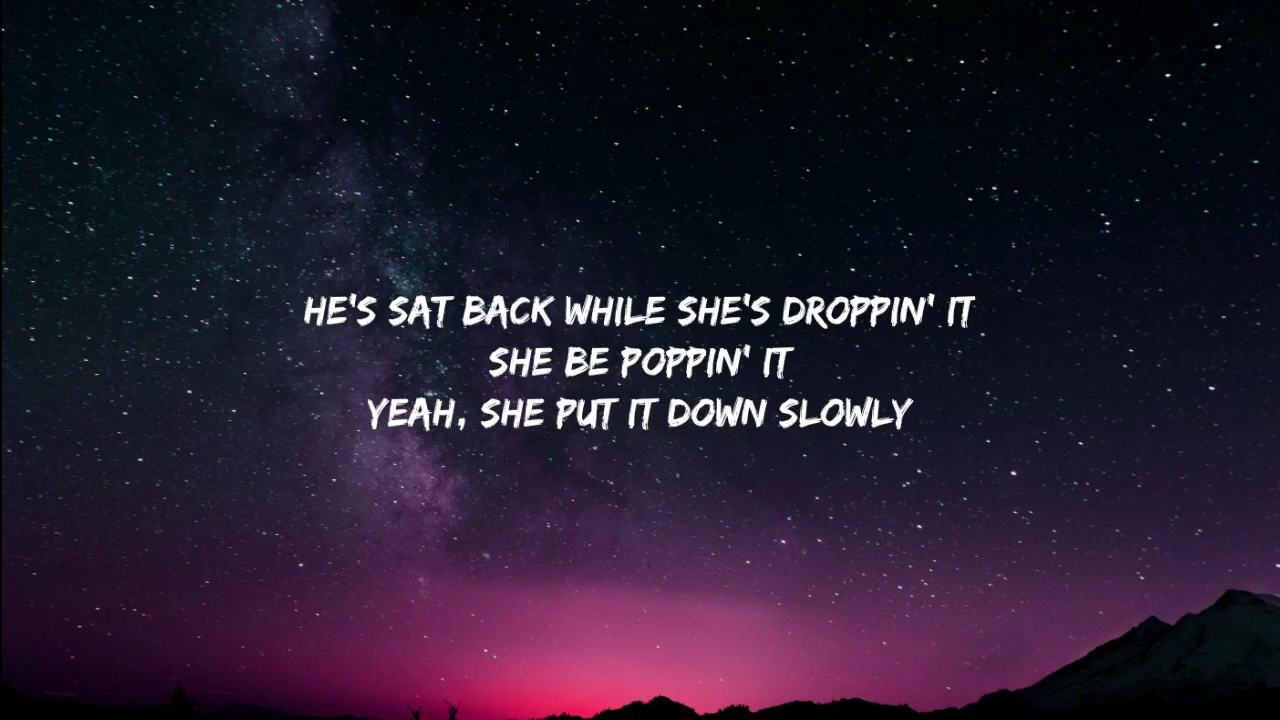 HE'S SAT BACK WHILE SHE'S DROPPIN' IT
SHE BE POPPIN' IT
YEAH, SHE PUT IT DOWN SLOWLY